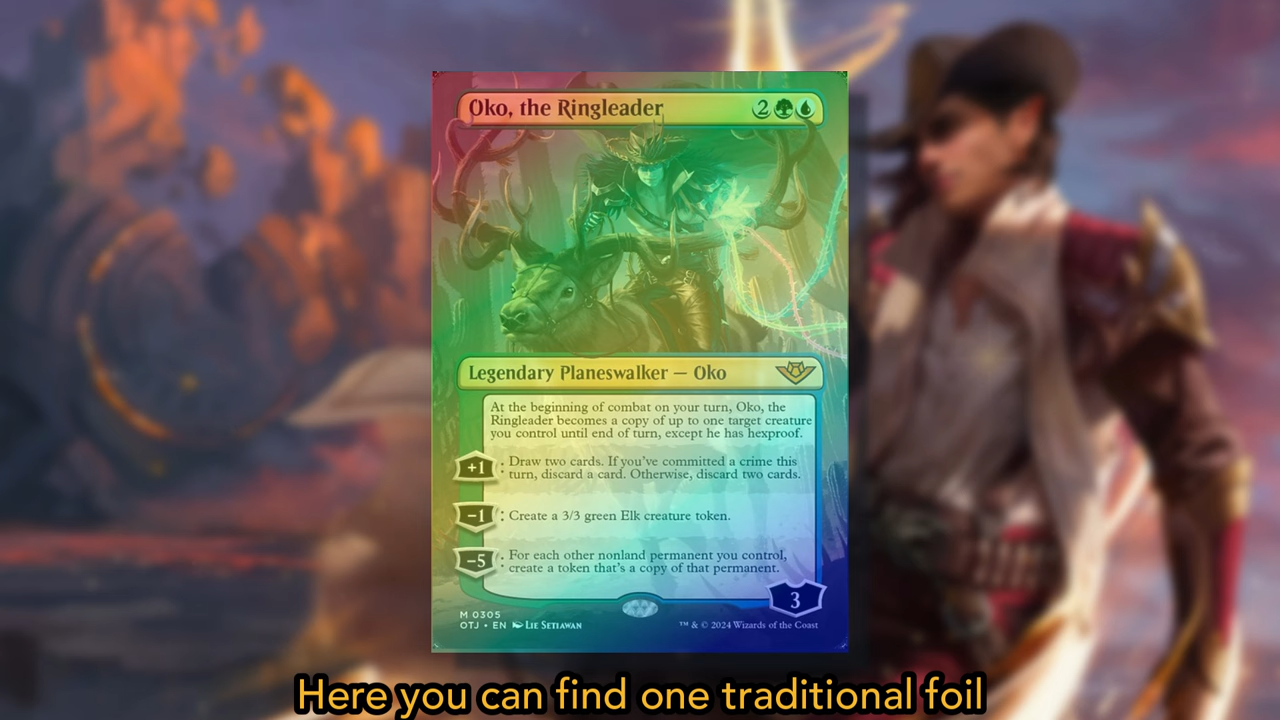 Oko, the Ringleader 2
Legendary Planeswalker — Oko
At the beginning of combat on your turn, Oko, the
Ringleader becomes a copy of up to one target creature
you control until end of turn, except he has hexproof.
+1 : Draw two cards. If you've committed a crime this
turn, discard a card. Otherwise, discard two cards.
−1 : Create a 3/3 green Elk creature token.
−5 : For each other nonland permanent you control,
create a token that's a copy of that permanent.
3
M 0305
OTJ • EN Lie Setiawan ™ & © 2024 Wizards of the Coast
Here you can find one traditional foil